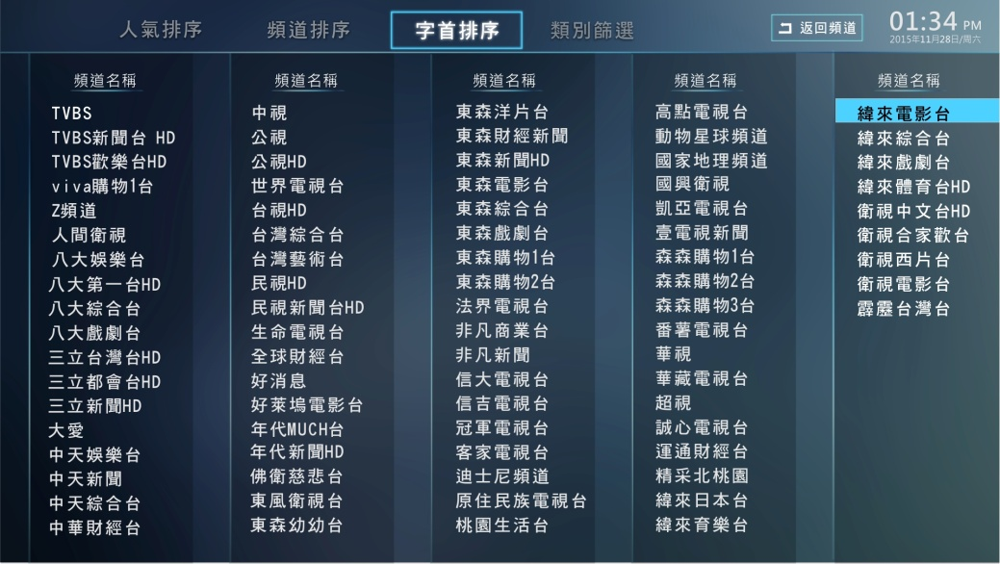 人氣排序
頻道排序
字首排序
類別篩選
返回頻道
01:34 PM
2015年11月28日/周六
頻道名稱
TVBS
TVBS新聞台 HD
TVBS歡樂台HD
viva購物1台
Z頻道
人間衛視
八大娛樂台
八大第一台HD
八大綜合台
八大戲劇台
三立台灣台HD
三立都會台HD
三立新聞HD
大愛
中天娛樂台
中天新聞
中天綜合台
中華財經台
頻道名稱
中視
公視
公視HD
世界電視台
台視HD
台灣綜合台
台灣藝術台
民視HD
民視新聞台HD
生命電視台
全球財經台
好消息
好萊塢電影台
年代MUCH台
年代新聞HD
佛衛慈悲台
東風衛視台
東森幼幼台
頻道名稱
東森洋片台
東森財經新聞
東森新聞HD
東森電影台
東森綜合台
東森戲劇台
東森購物1台
東森購物2台
法界電視台
非凡商業台
非凡新聞
信大電視台
信吉電視台
冠軍電視台
客家電視台
迪士尼頻道
原住民族電視台
桃園生活台
頻道名稱
高點電視台
動物星球頻道
國家地理頻道
國興衛視
凱亞電視台
壹電視新聞
森森購物1台
森森購物2台
森森購物3台
番薯電視台
華視
華藏電視台
超視
誠心電視台
運通財經台
精采北桃園
緯來日本台
緯來育樂台
頻道名稱
緯來電影台
緯來綜合台
緯來戲劇台
緯來體育台HD
衛視中文台HD
衛視合家歡台
衛視西片台
衛視電影台
霹靂台灣台